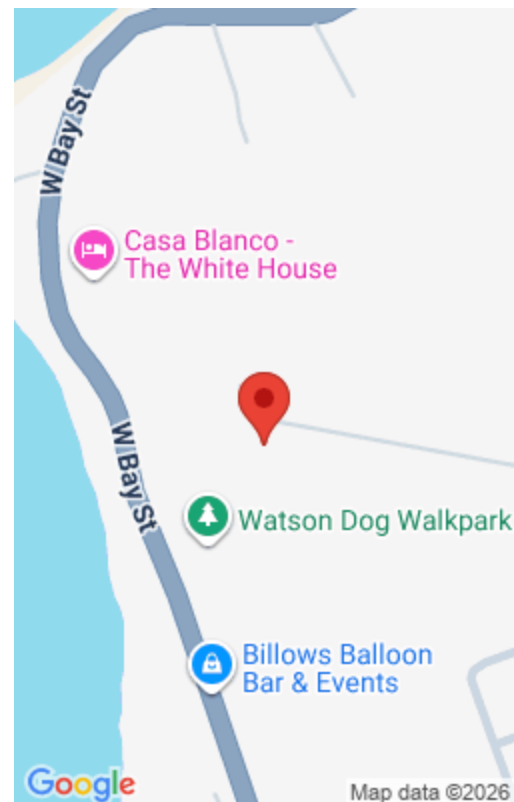 W Bay St
Casa Blanco -
The White House
W Bay St
Watson Dog Walkpark
Billows Balloon
Bar & Events
Google
Map data ©2026